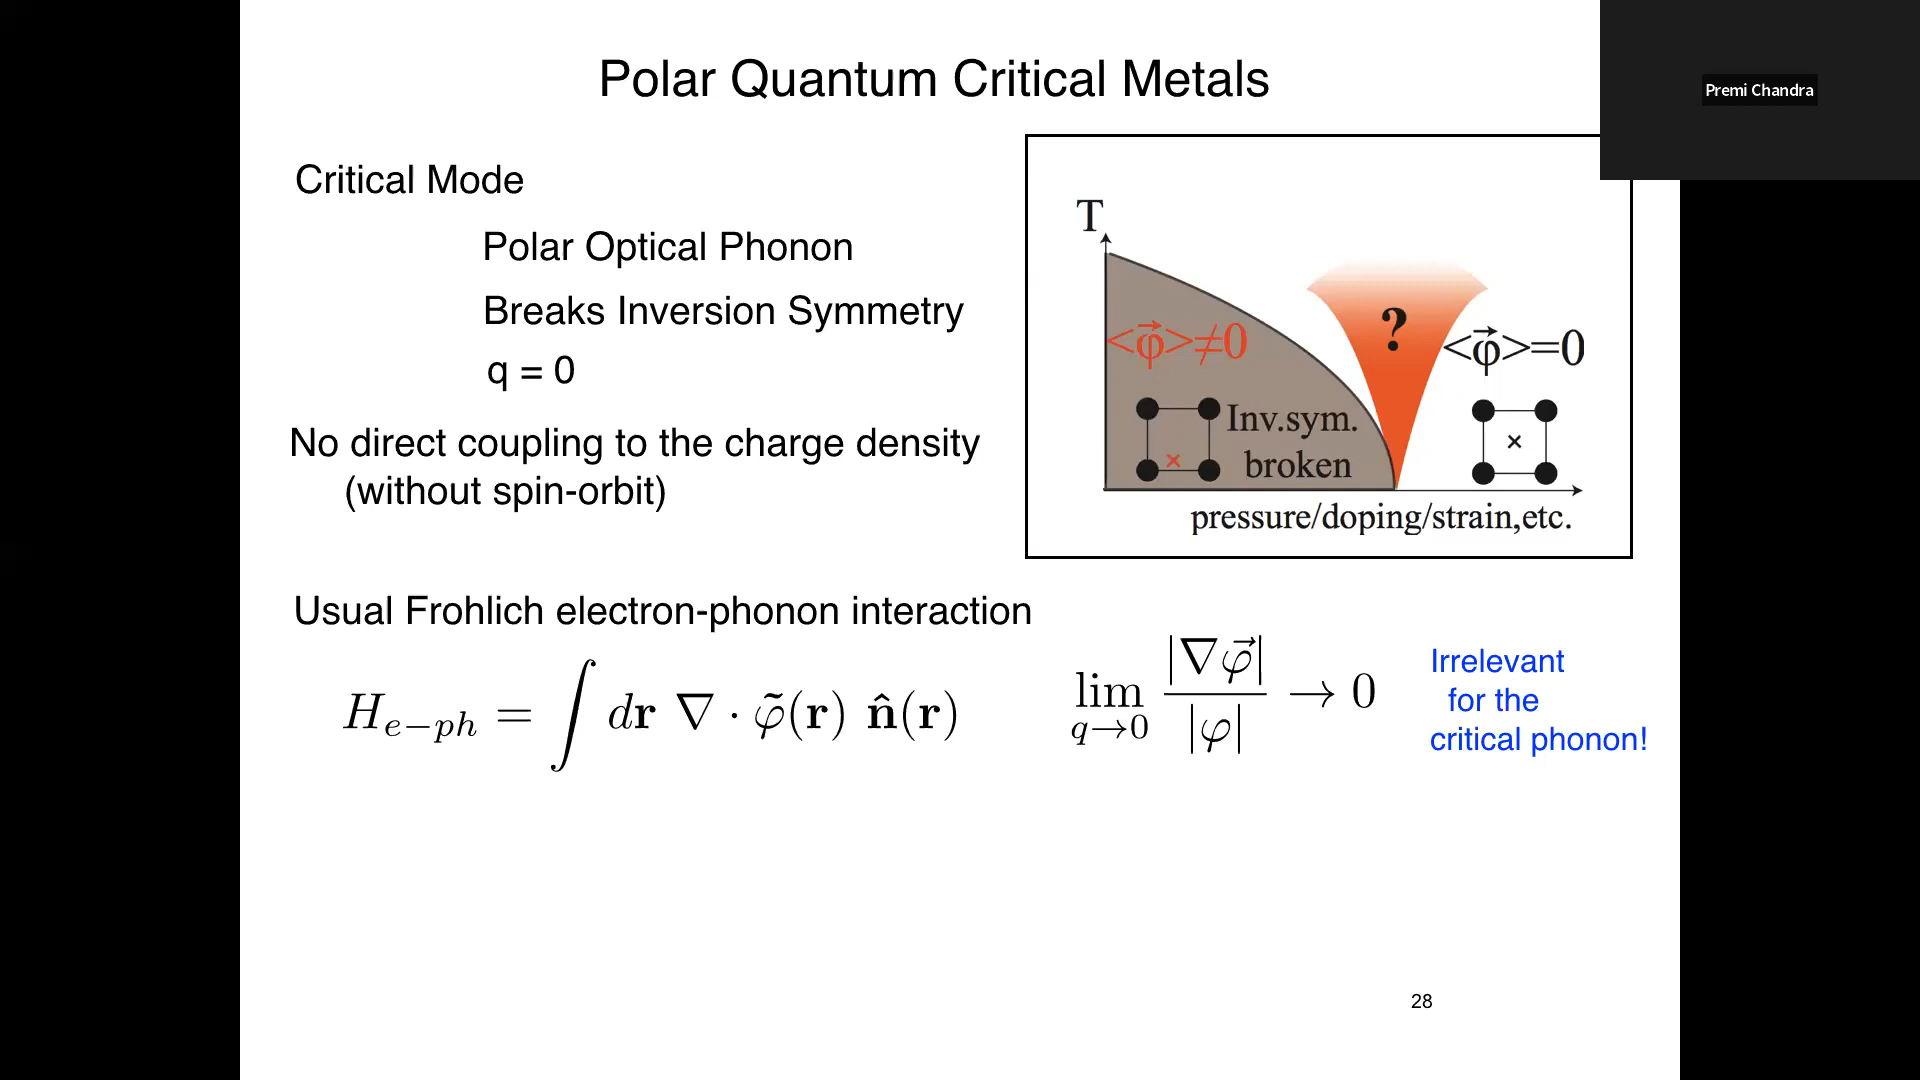 Polar Quantum Critical Metals
Premi Chandra
Critical Mode
Polar Optical Phonon
Breaks Inversion Symmetry
q = 0
No direct coupling to the charge density
(without spin-orbit)
T
<φ⃗>≠0
?
<φ⃗>=0
Inv.sym.
broken
pressure/doping/strain,etc.
Usual Frohlich electron-phonon interaction
H_{e-ph} = ∫ dr ∇ · φ̃(r) n̂(r)
lim_{q→0} |∇φ⃗| / |φ| → 0
Irrelevant
for the
critical phonon!
28